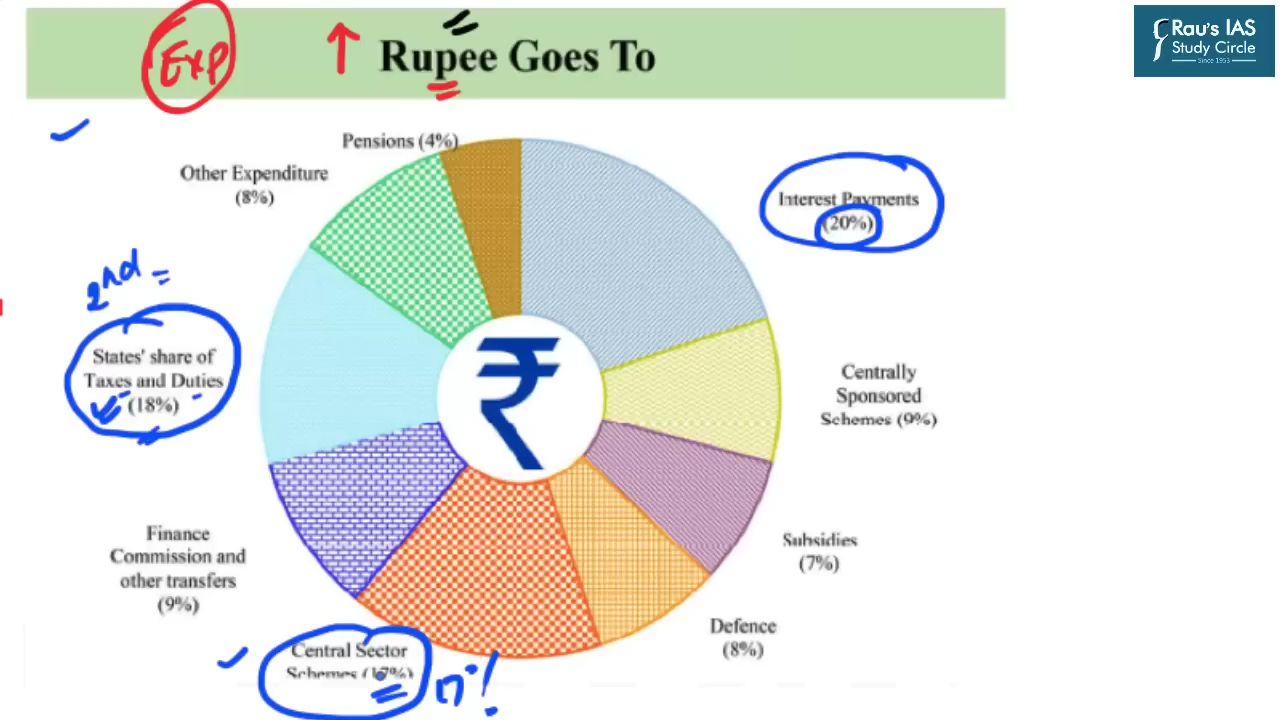 Exp
Rupee Goes To
Rau's IAS
Study Circle
Since 1953
Pensions (4%)
Other Expenditure
(8%)
Interest Payments
(20%)
2nd
States' share of
Taxes and Duties
(18%)
Centrally
Sponsored
Schemes (9%)
₹
Finance
Commission and
other transfers
(9%)
Subsidies
(7%)
Defence
(8%)
Central Sector
Schemes (17%)